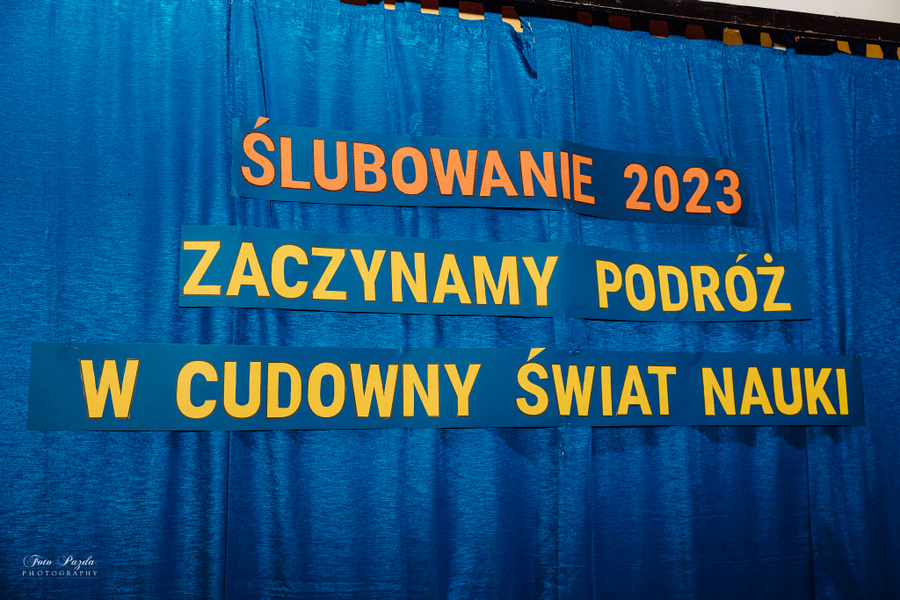 ŚLUBOWANIE 2023
ZACZYNAMY PODRÓŻ
W CUDOWNY ŚWIAT NAUKI
Foto Pazda
PHOTOGRAPHY